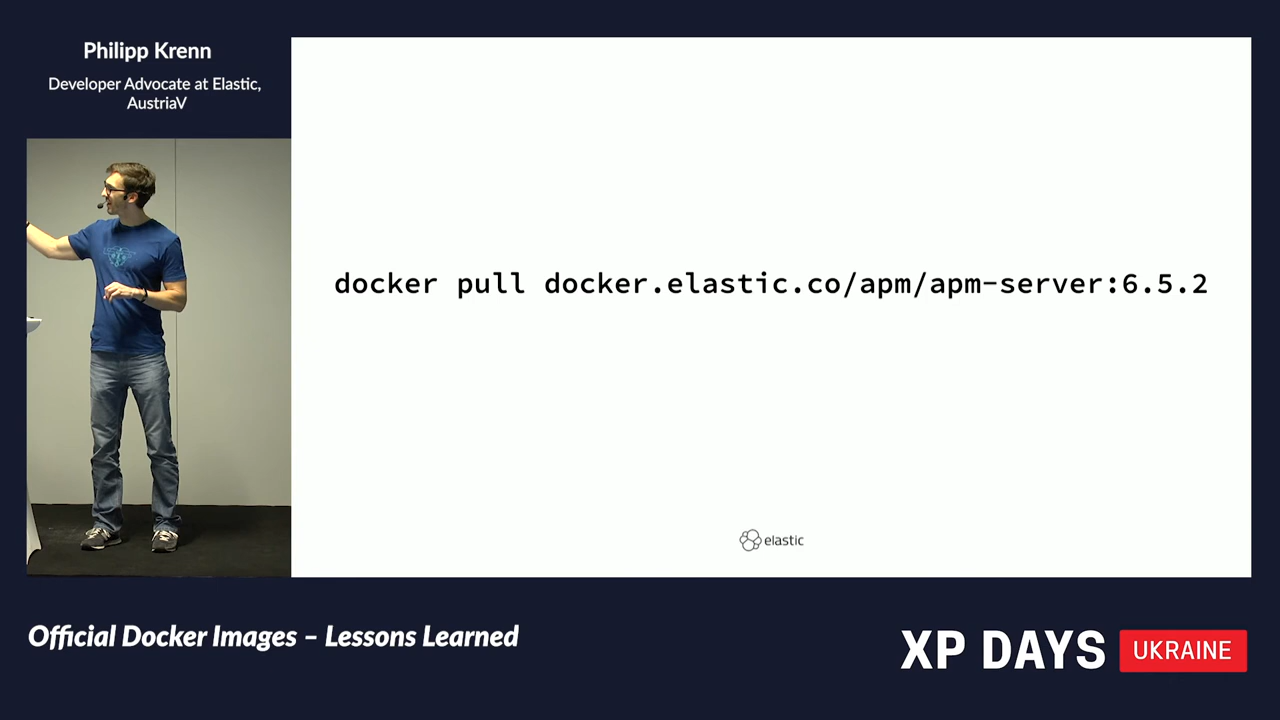 Philipp Krenn
Developer Advocate at Elastic,
AustriaV
docker pull docker.elastic.co/apm/apm-server:6.5.2
elastic
Official Docker Images – Lessons Learned
XP DAYS UKRAINE